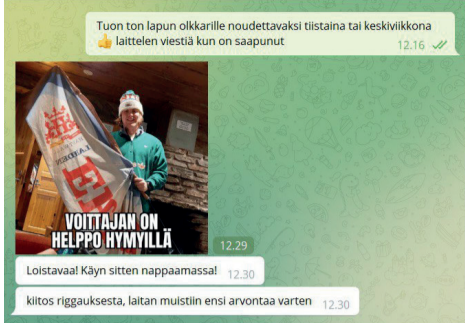 Tuon ton lapun olkkarille noudettavaksi tiistaina tai keskiviikkona
👍 laittelen viestiä kun on saapunut
12.16
VOITTAJAN ON
HELPPO HYMYILLÄ
12.29
Loistavaa! Käyn sitten nappaamassa! 12.30
kiitos riggauksesta, laitan muistiin ensi arvontaa varten 12.30